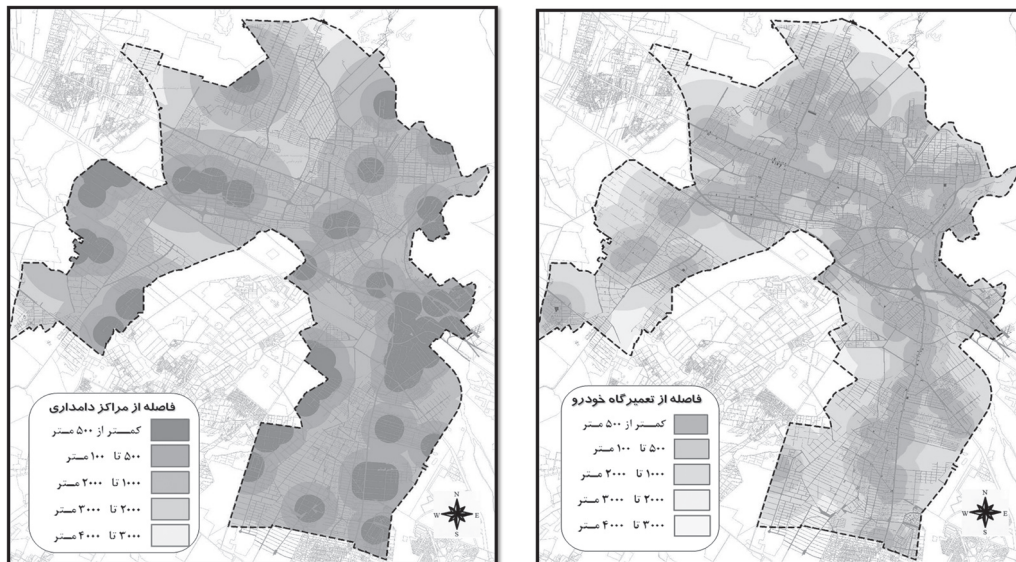 فاصله از مراکز دامداری
کمتر از ۵۰۰ متر
۵۰۰ تا ۱۰۰ متر
۱۰۰۰ تا ۲۰۰۰ متر
۲۰۰۰ تا ۳۰۰۰ متر
۳۰۰۰ تا ۴۰۰۰ متر
N
W E
S
فاصله از تعمیرگاه خودرو
کمتر از ۵۰۰ متر
۵۰۰ تا ۱۰۰ متر
۱۰۰۰ تا ۲۰۰۰ متر
۲۰۰۰ تا ۳۰۰۰ متر
۳۰۰۰ تا ۴۰۰۰ متر
N
W E
S